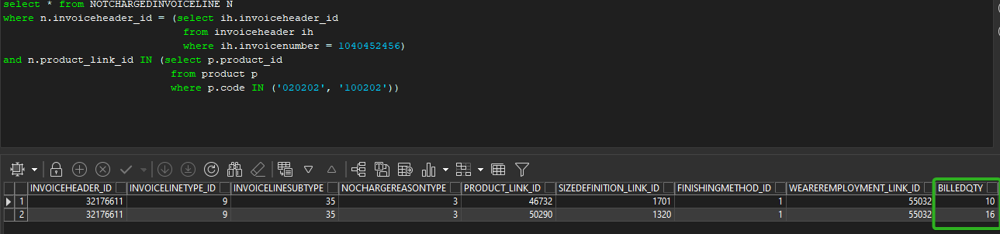 select * from NOTCHARGEDINVOICELINE N
where n.invoiceheader_id = (select ih.invoiceheader_id
from invoiceheader ih
where ih.invoicenumber = 1040452456)
and n.product_link_id IN (select p.product_id
from product p
where p.code IN ('020202', '100202'))
INVOICEHEADER_ID INVOICELINETYPE_ID INVOICELINESUBTYPE NOCHARGEREASONTYPE PRODUCT_LINK_ID SIZEDEFINITION_LINK_ID FINISHINGMETHOD_ID WEAREREMPLOYMENT_LINK_ID BILLEDQTY
1 32176611 9 35 3 46732 1701 1 55032 10
2 32176611 9 35 3 50290 1320 1 55032 16